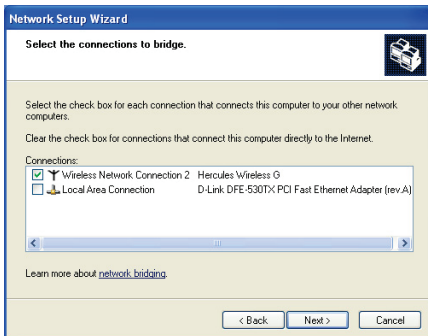 Network Setup Wizard
Select the connections to bridge.
Select the check box for each connection that connects this computer to your other network
computers.
Clear the check box for connections that connect this computer directly to the Internet.
Connections:
Wireless Network Connection 2 Hercules Wireless G
Local Area Connection D-Link DFE-530TX PCI Fast Ethernet Adapter (rev.A)
Learn more about network bridging.
< Back Next > Cancel